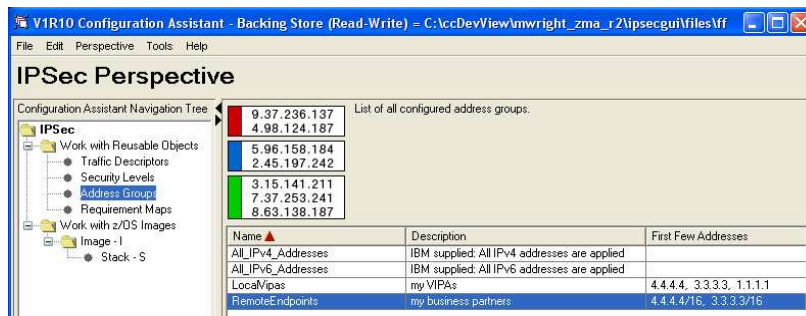 V1R10 Configuration Assistant - Backing Store (Read-Write) = C:\ccDevView\mwright_zma_r2\ipsecgui\files\ff
File Edit Perspective Tools Help
IPSec Perspective
Configuration Assistant Navigation Tree
IPSec
Work with Reusable Objects
Traffic Descriptors
Security Levels
Address Groups
Requirement Maps
Work with z/OS Images
Image - I
Stack - S
9.37.236.137
4.98.124.187
5.96.158.184
2.45.197.242
3.15.141.211
7.37.253.241
8.63.138.187
List of all configured address groups.
Name Description First Few Addresses
All_IPv4_Addresses IBM supplied: All IPv4 addresses are applied
All_IPv6_Addresses IBM supplied: All IPv6 addresses are applied
LocalVipas my VIPAs 4.4.4.4, 3.3.3.3, 1.1.1.1
RemoteEndpoints my business partners 4.4.4.4/16, 3.3.3.3/16